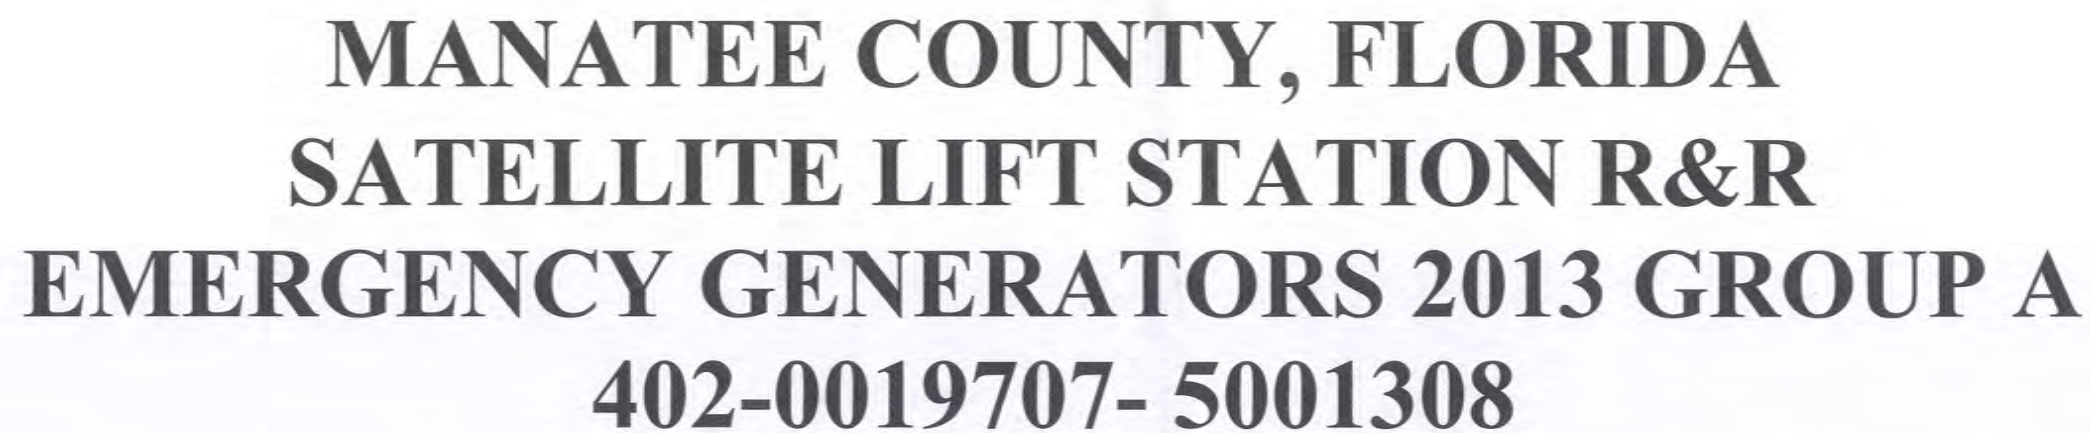 MANATEE COUNTY, FLORIDA
SATELLITE LIFT STATION R&R
EMERGENCY GENERATORS 2013 GROUP A
402-0019707- 5001308